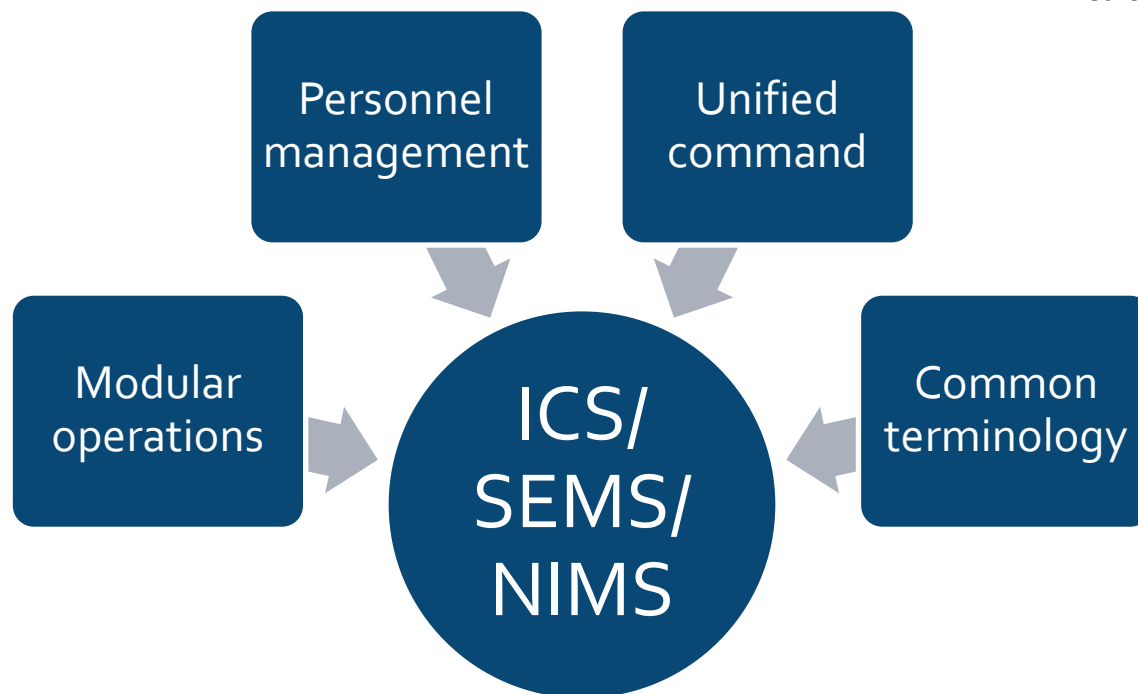 Personnel
management
Unified
command
Modular
operations
ICS/
SEMS/
NIMS
Common
terminology